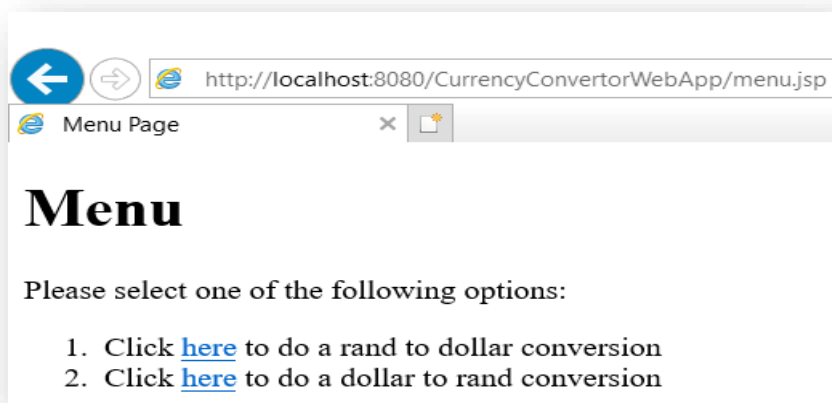 http://localhost:8080/CurrencyConvertorWebApp/menu.jsp
Menu Page
Menu
Please select one of the following options:
1. Click here to do a rand to dollar conversion
2. Click here to do a dollar to rand conversion